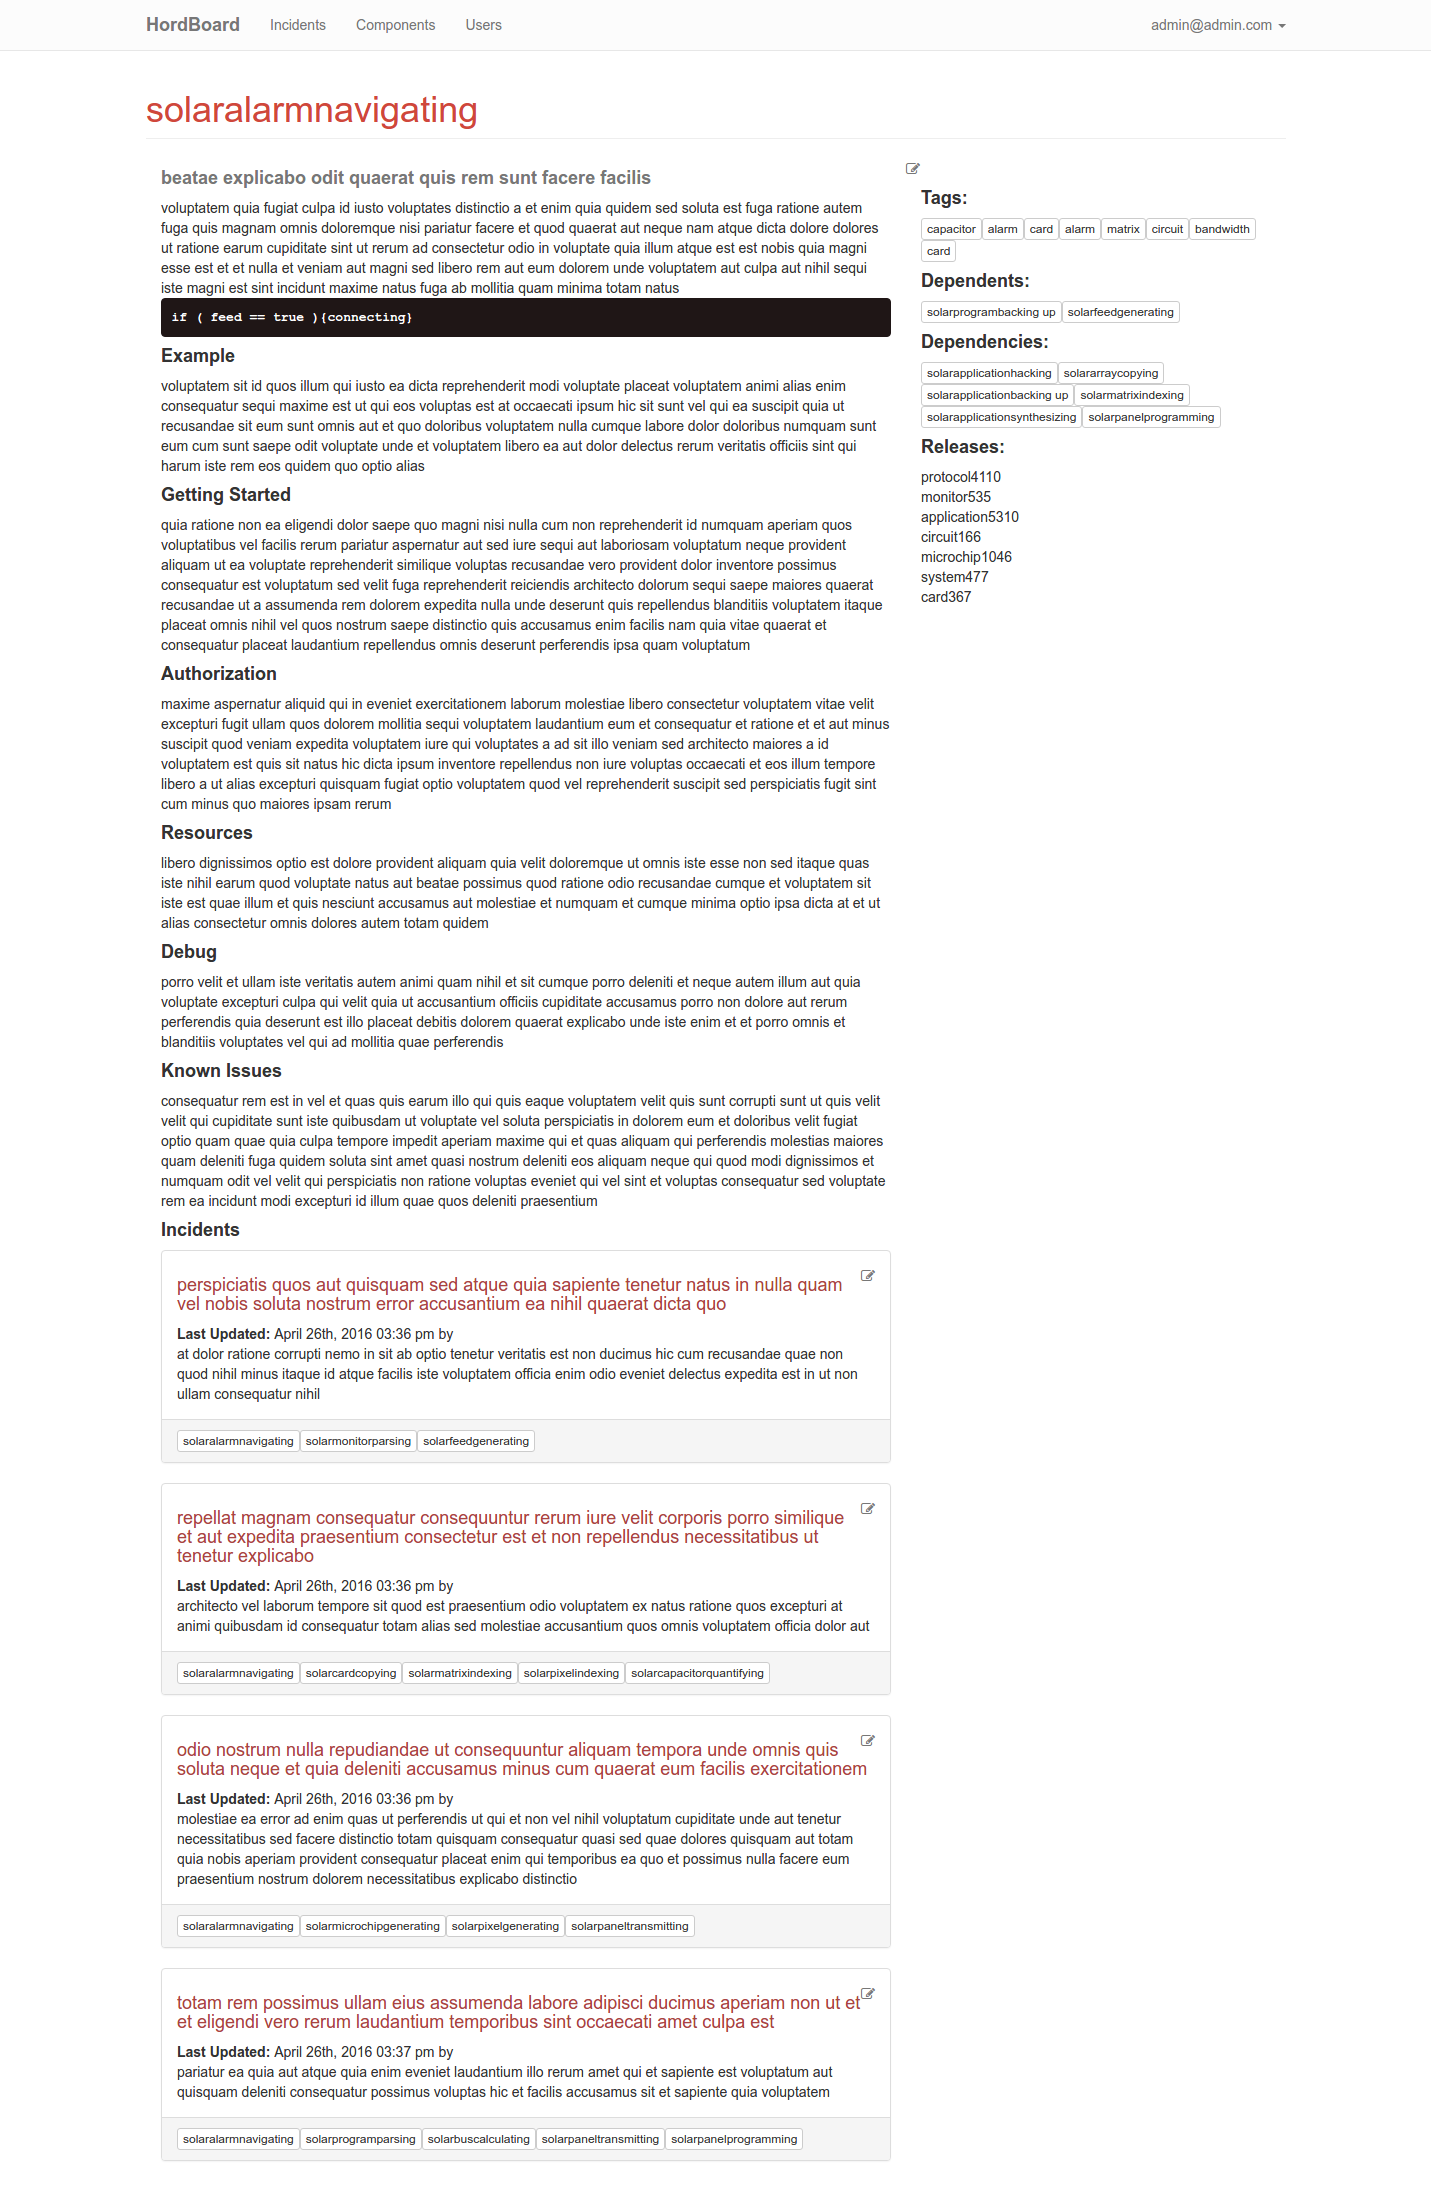 HordBoard Incidents Components Users admin@admin.com
solaralarmnavigating
beatae explicabo odit quaerat quis rem sunt facere facilis
voluptatem quia fugiat culpa id iusto voluptates distinctio a et enim quia quidem sed soluta est fuga ratione autem
fuga quis magnam omnis doloremque nisi pariatur facere et quod quaerat aut neque nam atque dicta dolore dolores
ut ratione earum cupiditate sint ut rerum ad consectetur odio in voluptate quia illum atque est est nobis quia magni
esse est et et nulla et veniam aut magni sed libero rem aut eum dolorem unde voluptatem aut culpa aut nihil sequi
iste magni est sint incidunt maxime natus fuga ab mollitia quam minima totam natus
if ( feed == true ){connecting}
Example
voluptatem sit id quos illum qui iusto ea dicta reprehenderit modi voluptate placeat voluptatem animi alias enim
consequatur sequi maxime est ut qui eos voluptas est at occaecati ipsum hic sit sunt vel qui ea suscipit quia ut
recusandae sit eum sunt omnis aut et quo doloribus voluptatem nulla cumque labore dolor doloribus numquam sunt
eum cum sunt saepe odit voluptate unde et voluptatem libero ea aut dolor delectus rerum veritatis officiis sint qui
harum iste rem eos quidem quo optio alias
Getting Started
quia ratione non ea eligendi dolor saepe quo magni nisi nulla cum non reprehenderit id numquam aperiam quos
voluptatibus vel facilis rerum pariatur aspernatur aut sed iure sequi aut laboriosam voluptatum neque provident
aliquam ut ea voluptate reprehenderit similique voluptas recusandae vero provident dolor inventore possimus
consequatur est voluptatum sed velit fuga reprehenderit reiciendis architecto dolorum sequi saepe maiores quaerat
recusandae ut a assumenda rem dolorem expedita nulla unde deserunt quis repellendus blanditiis voluptatem itaque
placeat omnis nihil vel quos nostrum saepe distinctio quis accusamus enim facilis nam quia vitae quaerat et
consequatur placeat laudantium repellendus omnis deserunt perferendis ipsa quam voluptatum
Authorization
maxime aspernatur aliquid qui in eveniet exercitationem laborum molestiae libero consectetur voluptatem vitae velit
excepturi fugit ullam quos dolorem mollitia sequi voluptatem laudantium eum et consequatur et ratione et et aut minus
suscipit quod veniam expedita voluptatem iure qui voluptates a ad sit illo veniam sed architecto maiores a id
voluptatem est quis sit natus hic dicta ipsum inventore repellendus non iure voluptas occaecati et eos illum tempore
libero a ut alias excepturi quisquam fugiat optio voluptatem quod vel reprehenderit suscipit sed perspiciatis fugit sint
cum minus quo maiores ipsam rerum
Resources
libero dignissimos optio est dolore provident aliquam quia velit doloremque ut omnis iste esse non sed itaque quas
iste nihil earum quod voluptate natus aut beatae possimus quod ratione odio recusandae cumque et voluptatem sit
iste est quae illum et quis nesciunt accusamus aut molestiae et numquam et cumque minima optio ipsa dicta at et ut
alias consectetur omnis dolores autem totam quidem
Debug
porro velit et ullam iste veritatis autem animi quam nihil et sit cumque porro deleniti et neque autem illum aut quia
voluptate excepturi culpa qui velit quia ut accusantium officiis cupiditate accusamus porro non dolore aut rerum
perferendis quia deserunt est illo placeat debitis dolorem quaerat explicabo unde iste enim et et porro omnis et
blanditiis voluptates vel qui ad mollitia quae perferendis
Known Issues
consequatur rem est in vel et quas quis earum illo qui quis eaque voluptatem velit quis sunt corrupti sunt ut quis velit
velit qui cupiditate sunt iste quibusdam ut voluptate vel soluta perspiciatis in dolorem eum et doloribus velit fugiat
optio quam quae quia culpa tempore impedit aperiam maxime qui et quas aliquam qui perferendis molestias maiores
quam deleniti fuga quidem soluta sint amet quasi nostrum deleniti eos aliquam neque qui quod modi dignissimos et
numquam odit vel velit qui perspiciatis non ratione voluptas eveniet qui vel sint et voluptas consequatur sed voluptate
rem ea incidunt modi excepturi id illum quae quos deleniti praesentium
Incidents
perspiciatis quos aut quisquam sed atque quia sapiente tenetur natus in nulla quam
vel nobis soluta nostrum error accusantium ea nihil quaerat dicta quo
Last Updated: April 26th, 2016 03:36 pm by
at dolor ratione corrupti nemo in sit ab optio tenetur veritatis est non ducimus hic cum recusandae quae non
quod nihil minus itaque id atque facilis iste voluptatem officia enim odio eveniet delectus expedita est in ut non
ullam consequatur nihil
solaralarmnavigating solarmonitorparsing solarfeedgenerating
repellat magnam consequatur consequuntur rerum iure velit corporis porro similique
et aut expedita praesentium consectetur est et non repellendus necessitatibus ut
tenetur explicabo
Last Updated: April 26th, 2016 03:36 pm by
architecto vel laborum tempore sit quod est praesentium odio voluptatem ex natus ratione quos excepturi at
animi quibusdam id consequatur totam alias sed molestiae accusantium quos omnis voluptatem officia dolor aut
solaralarmnavigating solarcardcopying solarmatrixindexing solarpixelindexing solarcapacitorquantifying
odio nostrum nulla repudiandae ut consequuntur aliquam tempora unde omnis quis
soluta neque et quia deleniti accusamus minus cum quaerat eum facilis exercitationem
Last Updated: April 26th, 2016 03:36 pm by
molestiae ea error ad enim quas ut perferendis ut qui et non vel nihil voluptatum cupiditate unde aut tenetur
necessitatibus sed facere distinctio totam quisquam consequatur quasi sed quae dolores quisquam aut totam
quia nobis aperiam provident consequatur placeat enim qui temporibus ea quo et possimus nulla facere eum
praesentium nostrum dolorem necessitatibus explicabo distinctio
solaralarmnavigating solarmicrochipgenerating solarpixelgenerating solarpaneltransmitting
totam rem possimus ullam eius assumenda labore adipisci ducimus aperiam non ut et
et eligendi vero rerum laudantium temporibus sint occaecati amet culpa est
Last Updated: April 26th, 2016 03:37 pm by
pariatur ea quia aut atque quia enim eveniet laudantium illo rerum amet qui et sapiente est voluptatum aut
quisquam deleniti consequatur possimus voluptas hic et facilis accusamus sit et sapiente quia voluptatem
solaralarmnavigating solarprogramparsing solarbuscalculating solarpaneltransmitting solarpanelprogramming
Tags:
capacitor alarm card alarm matrix circuit bandwidth
card
Dependents:
solarprogrambacking up solarfeedgenerating
Dependencies:
solarapplicationhacking solararraycopying
solarapplicationbacking up solarmatrixindexing
solarapplicationsynthesizing solarpanelprogramming
Releases:
protocol4110
monitor535
application5310
circuit166
microchip1046
system477
card367